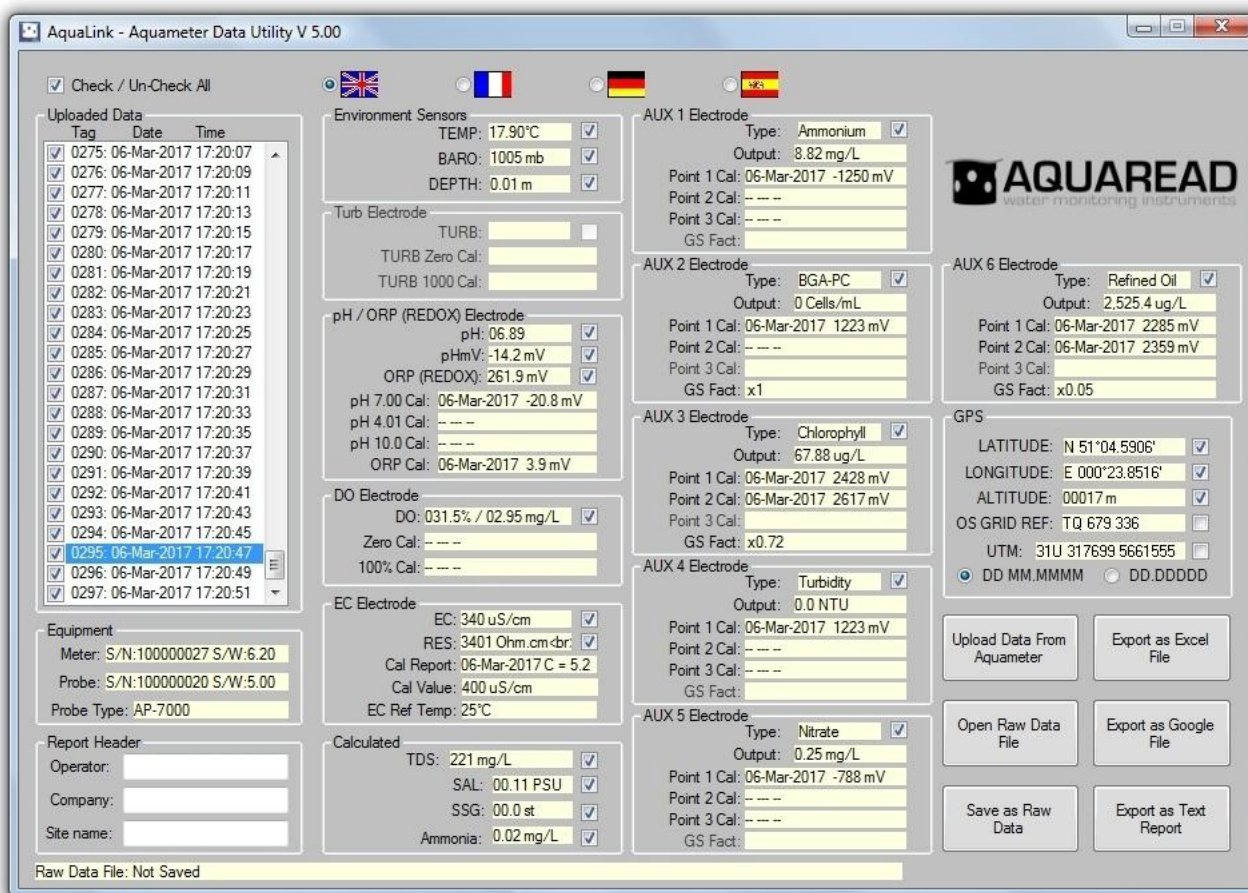 AquaLink - Aquameter Data Utility V 5.00
Check / Un-Check All
Uploaded Data
Tag Date Time
0275: 06-Mar-2017 17:20:07
0276: 06-Mar-2017 17:20:09
0277: 06-Mar-2017 17:20:11
0278: 06-Mar-2017 17:20:13
0279: 06-Mar-2017 17:20:15
0280: 06-Mar-2017 17:20:17
0281: 06-Mar-2017 17:20:19
0282: 06-Mar-2017 17:20:21
0283: 06-Mar-2017 17:20:23
0284: 06-Mar-2017 17:20:25
0285: 06-Mar-2017 17:20:27
0286: 06-Mar-2017 17:20:29
0287: 06-Mar-2017 17:20:31
0288: 06-Mar-2017 17:20:33
0289: 06-Mar-2017 17:20:35
0290: 06-Mar-2017 17:20:37
0291: 06-Mar-2017 17:20:39
0292: 06-Mar-2017 17:20:41
0293: 06-Mar-2017 17:20:43
0294: 06-Mar-2017 17:20:45
0295: 06-Mar-2017 17:20:47
0296: 06-Mar-2017 17:20:49
0297: 06-Mar-2017 17:20:51
Equipment
Meter: S/N:100000027 S/W:6.20
Probe: S/N:100000020 S/W:5.00
Probe Type: AP-7000
Report Header
Operator:
Company:
Site name:
Raw Data File: Not Saved
Environment Sensors
TEMP: 17.90°C
BARO: 1005 mb
DEPTH: 0.01 m
Turb Electrode
TURB:
TURB Zero Cal:
TURB 1000 Cal:
pH / ORP (REDOX) Electrode
pH: 06.89
pHmV: -14.2 mV
ORP (REDOX): 261.9 mV
pH 7.00 Cal: 06-Mar-2017 -20.8 mV
pH 4.01 Cal: -- --- --
pH 10.0 Cal: -- --- --
ORP Cal: 06-Mar-2017 3.9 mV
DO Electrode
DO: 031.5% / 02.95 mg/L
Zero Cal: -- --- --
100% Cal: -- --- --
EC Electrode
EC: 340 uS/cm
RES: 3401 Ohm.cm<br:
Cal Report: 06-Mar-2017 C = 5.2
Cal Value: 400 uS/cm
EC Ref Temp: 25°C
Calculated
TDS: 221 mg/L
SAL: 00.11 PSU
SSG: 00.0 st
Ammonia: 0.02 mg/L
AUX 1 Electrode
Type: Ammonium
Output: 8.82 mg/L
Point 1 Cal: 06-Mar-2017 -1250 mV
Point 2 Cal: -- --- --
Point 3 Cal: -- --- --
GS Fact:
AUX 2 Electrode
Type: BGA-PC
Output: 0 Cells/mL
Point 1 Cal: 06-Mar-2017 1223 mV
Point 2 Cal: -- --- --
Point 3 Cal:
GS Fact: x1
AUX 3 Electrode
Type: Chlorophyll
Output: 67.88 ug/L
Point 1 Cal: 06-Mar-2017 2428 mV
Point 2 Cal: 06-Mar-2017 2617 mV
Point 3 Cal:
GS Fact: x0.72
AUX 4 Electrode
Type: Turbidity
Output: 0.0 NTU
Point 1 Cal: 06-Mar-2017 1223 mV
Point 2 Cal: -- --- --
Point 3 Cal: -- --- --
GS Fact:
AUX 5 Electrode
Type: Nitrate
Output: 0.25 mg/L
Point 1 Cal: 06-Mar-2017 -788 mV
Point 2 Cal: -- --- --
Point 3 Cal: -- --- --
GS Fact:
AQUAREAD
water monitoring instruments
AUX 6 Electrode
Type: Refined Oil
Output: 2,525.4 ug/L
Point 1 Cal: 06-Mar-2017 2285 mV
Point 2 Cal: 06-Mar-2017 2359 mV
Point 3 Cal:
GS Fact: x0.05
GPS
LATITUDE: N 51°04.5906'
LONGITUDE: E 000°23.8516'
ALTITUDE: 00017 m
OS GRID REF: TQ 679 336
UTM: 31U 317699 5661555
DD MM.MMMM DD.DDDDD
Upload Data From
Aquameter
Export as Excel
File
Open Raw Data
File
Export as Google
File
Save as Raw
Data
Export as Text
Report